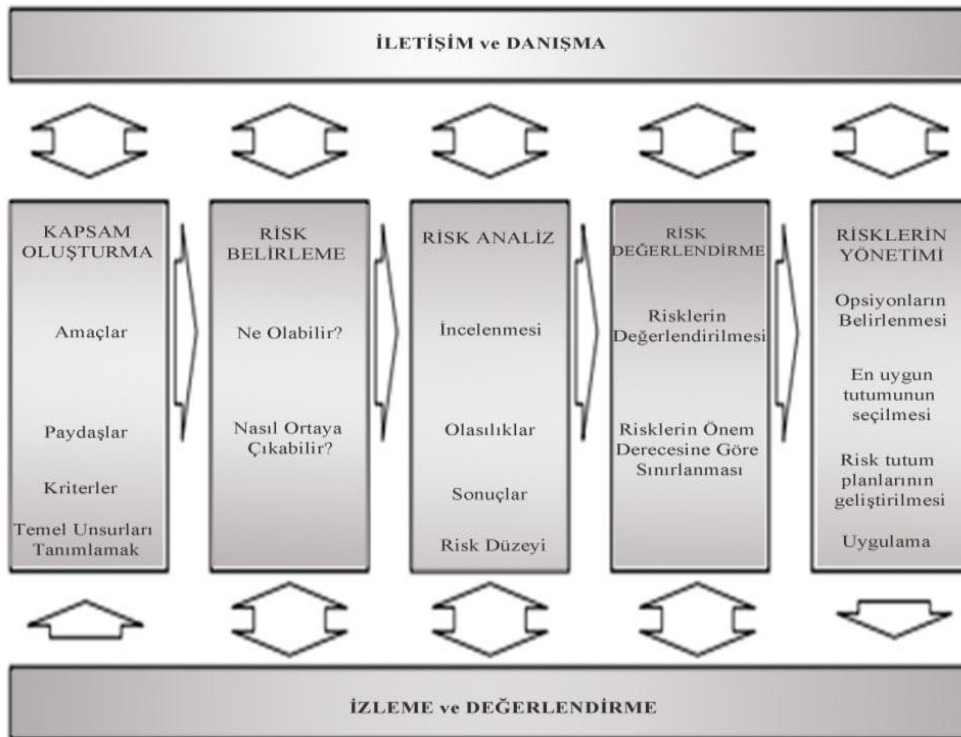 İLETİŞİM ve DANIŞMA
KAPSAM
OLUŞTURMA
Amaçlar
Paydaşlar
Kriterler
Temel Unsurları
Tanımlamak
RİSK
BELİRLEME
Ne Olabilir?
Nasıl Ortaya
Çıkabilir?
RİSK ANALİZ
İncelenmesi
Olasılıklar
Sonuçlar
Risk Düzeyi
RİSK
DEĞERLENDİRME
Risklerin
Değerlendirilmesi
Risklerin Önem
Derecesine Göre
Sınırlanması
RİSKLERİN
YÖNETİMİ
Opsiyonların
Belirlenmesi
En uygun
tutumunun
seçilmesi
Risk tutum
planlarının
geliştirilmesi
Uygulama
İZLEME ve DEĞERLENDİRME